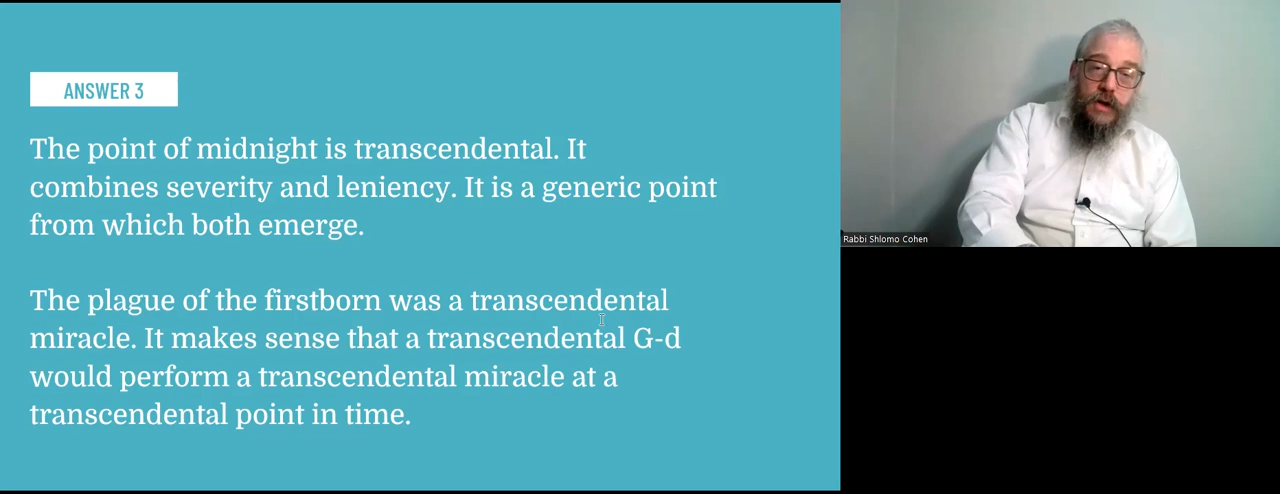 ANSWER 3
The point of midnight is transcendental. It
combines severity and leniency. It is a generic point
from which both emerge.
The plague of the firstborn was a transcendental
miracle. It makes sense that a transcendental G-d
would perform a transcendental miracle at a
transcendental point in time.
Rabbi Shlomo Cohen